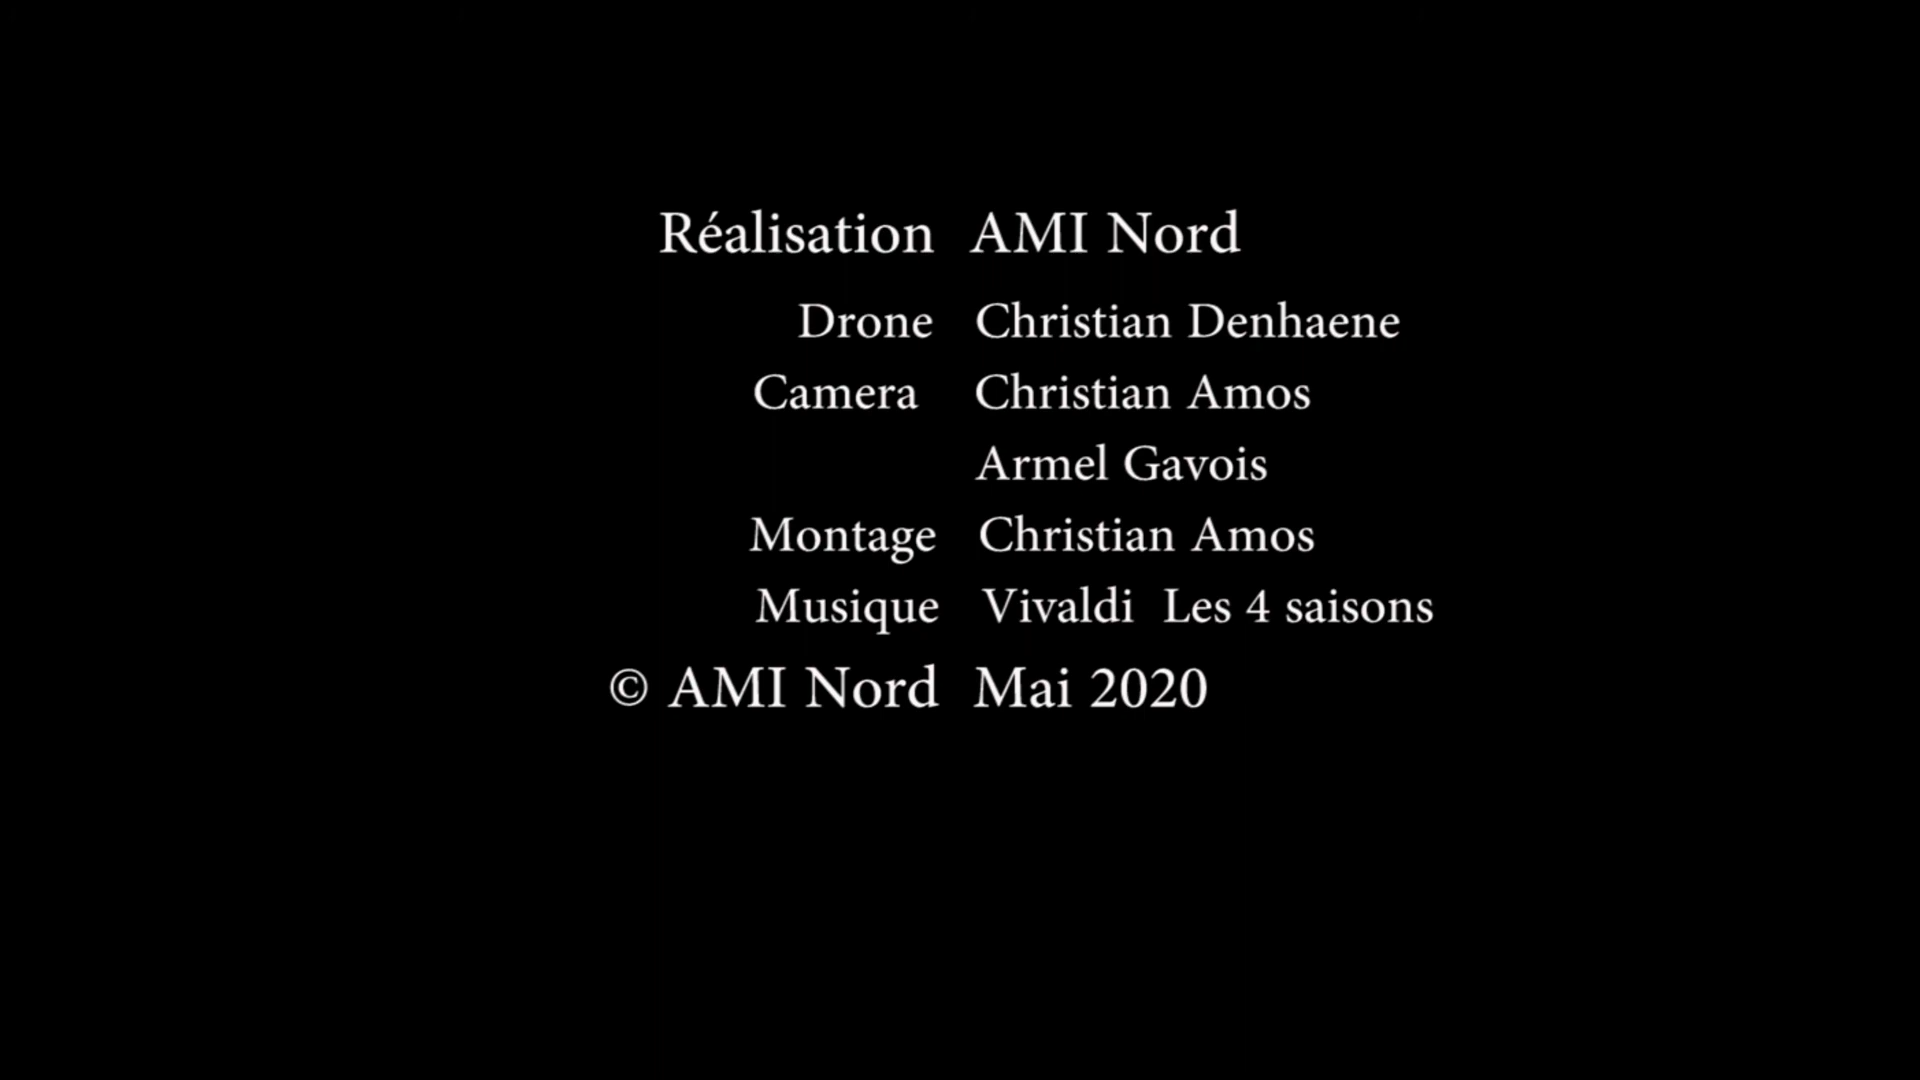 Réalisation AMI Nord
Drone Christian Denhaene
Camera Christian Amos
Armel Gavois
Montage Christian Amos
Musique Vivaldi Les 4 saisons
© AMI Nord Mai 2020